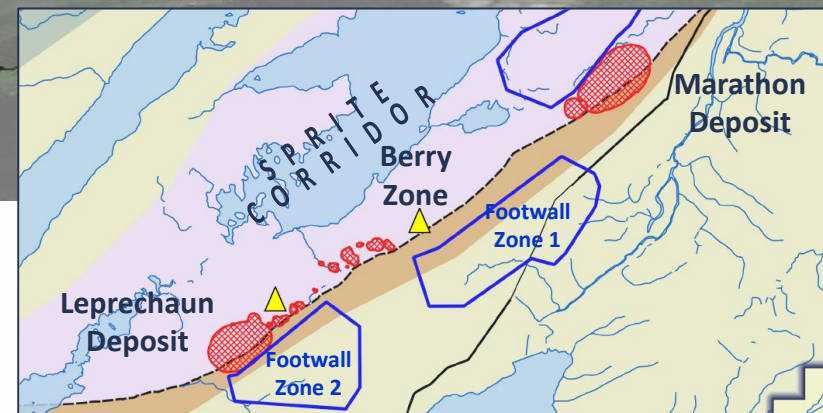 SPRITE
CORRIDOR
Marathon
Deposit
Berry
Zone
Footwall
Zone 1
Leprechaun
Deposit
Footwall
Zone 2